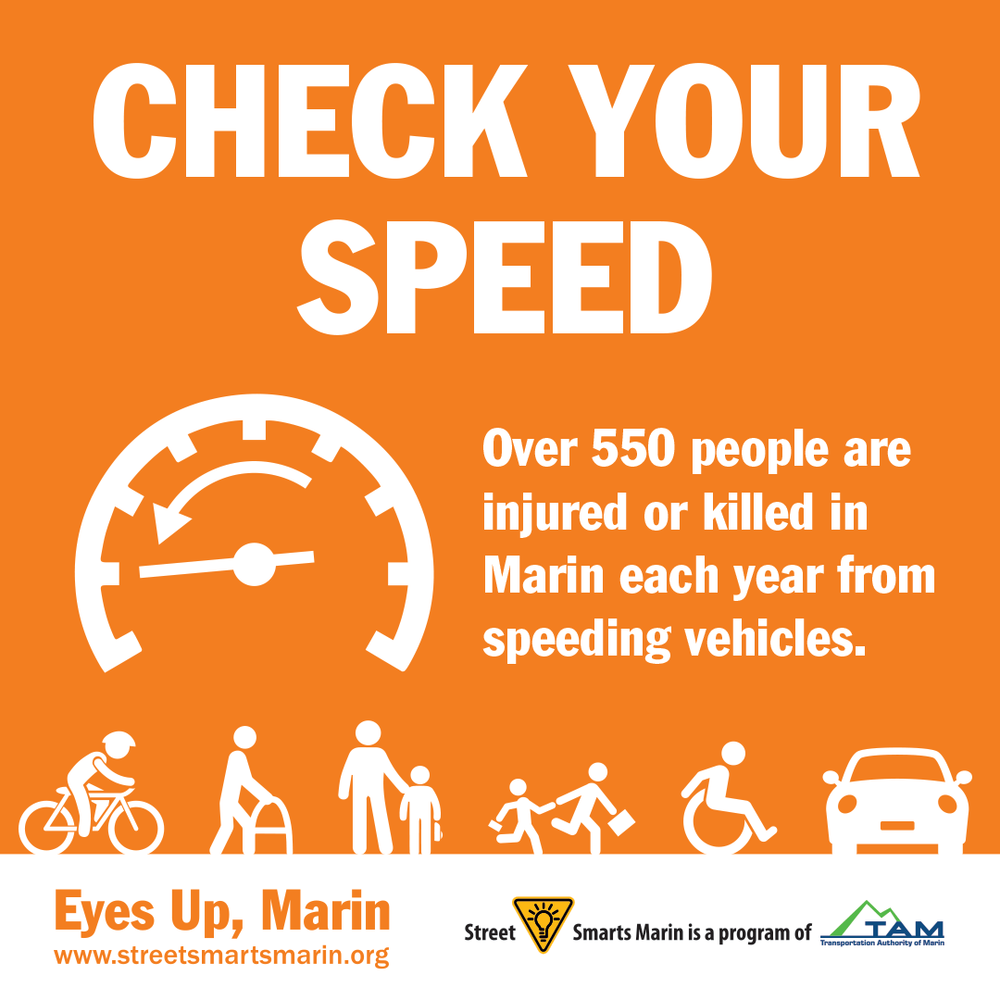 CHECK YOUR
SPEED
Over 550 people are
injured or killed in
Marin each year from
speeding vehicles.
Eyes Up, Marin
www.streetsmartsmarin.org
Street Smarts Marin is a program of
TAM
Transportation Authority of Marin